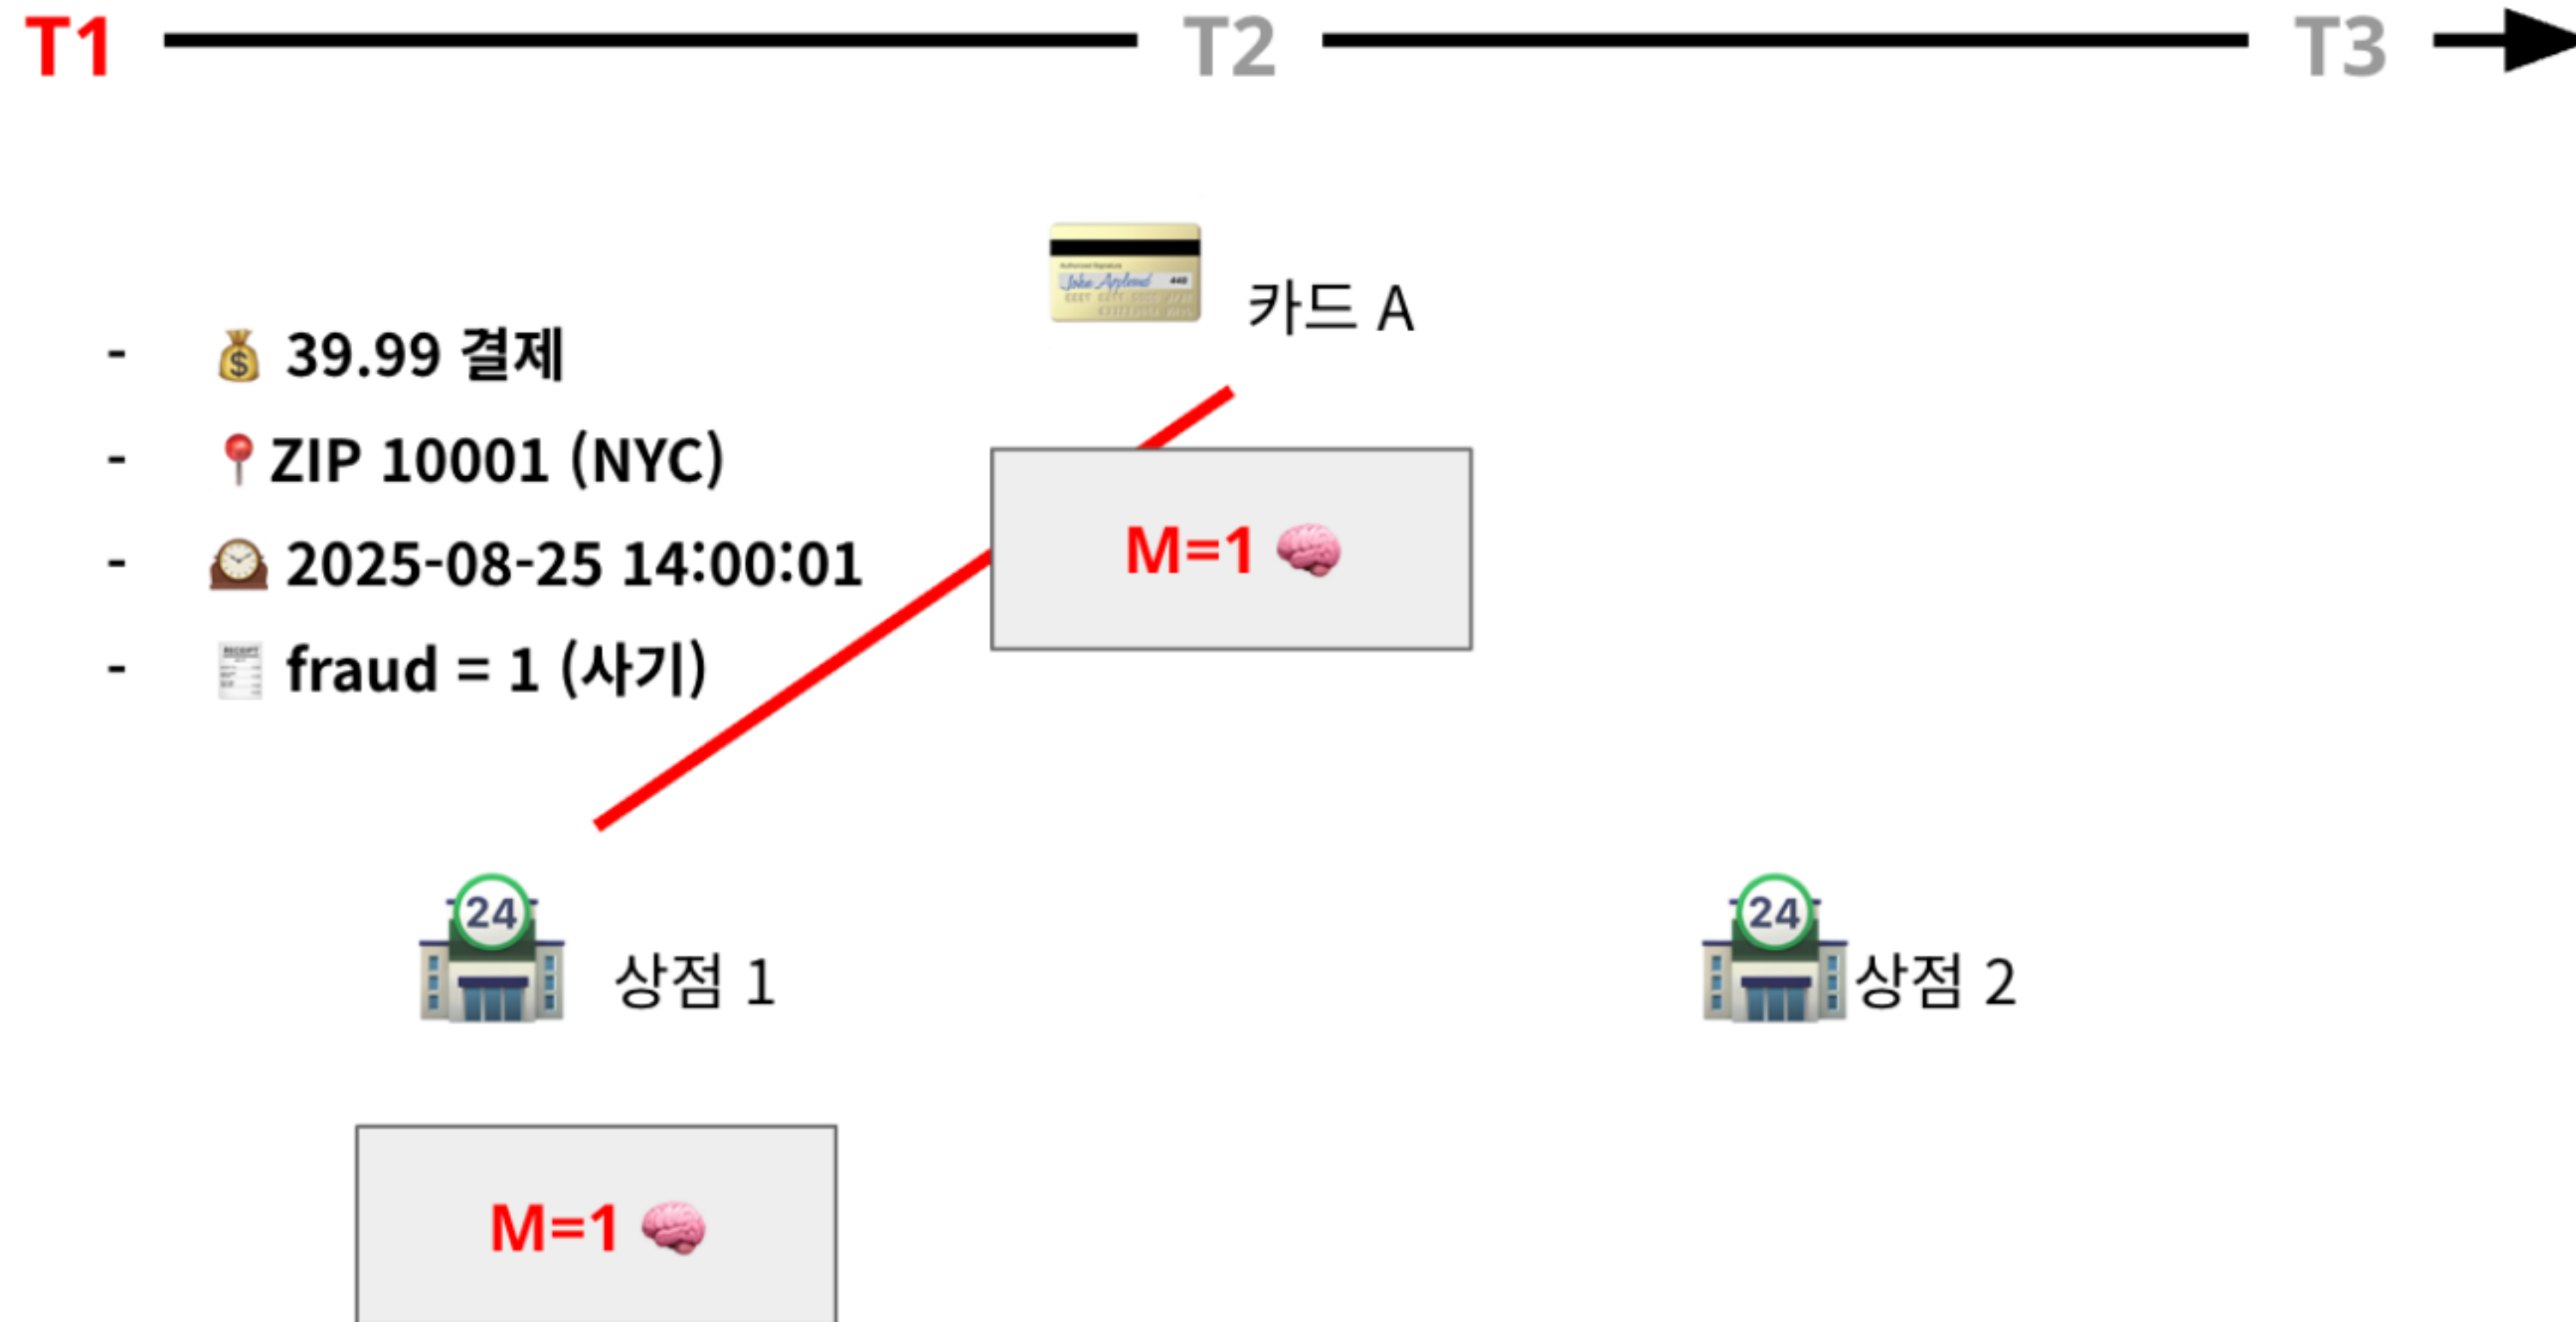 T1 T2 T3
카드 A
- 39.99 결제
- ZIP 10001 (NYC)
- 2025-08-25 14:00:01
- fraud = 1 (사기)
M=1
24 상점 1
24 상점 2
M=1